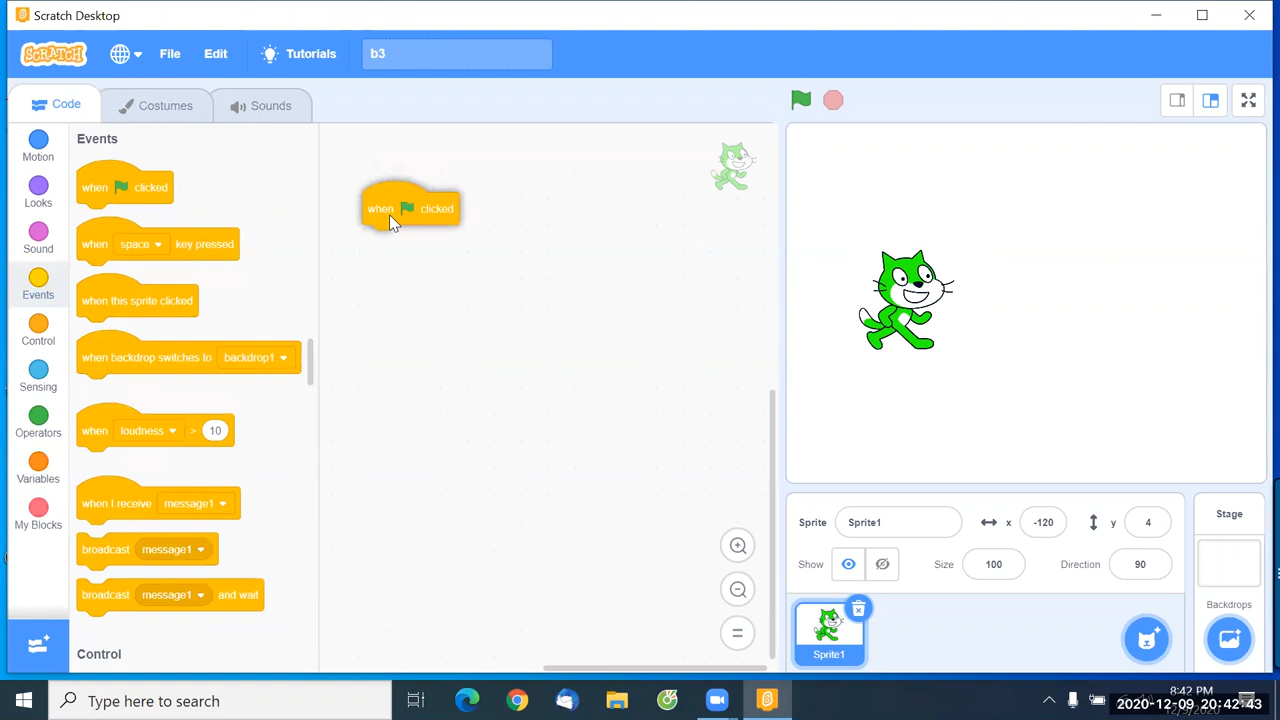 Scratch Desktop
SCRATCH File Edit Tutorials b3
Code Costumes Sounds
Motion
Looks
Sound
Events
Control
Sensing
Operators
Variables
My Blocks
Events
when clicked
when space key pressed
when this sprite clicked
when backdrop switches to backdrop1
when loudness > 10
when I receive message1
broadcast message1
broadcast message1 and wait
Control
when clicked
Sprite Sprite1 x -120 y 4
Show Size 100 Direction 90
Sprite1
Stage
Backdrops
Type here to search
8:42 PM
2020-12-09 20:42:43